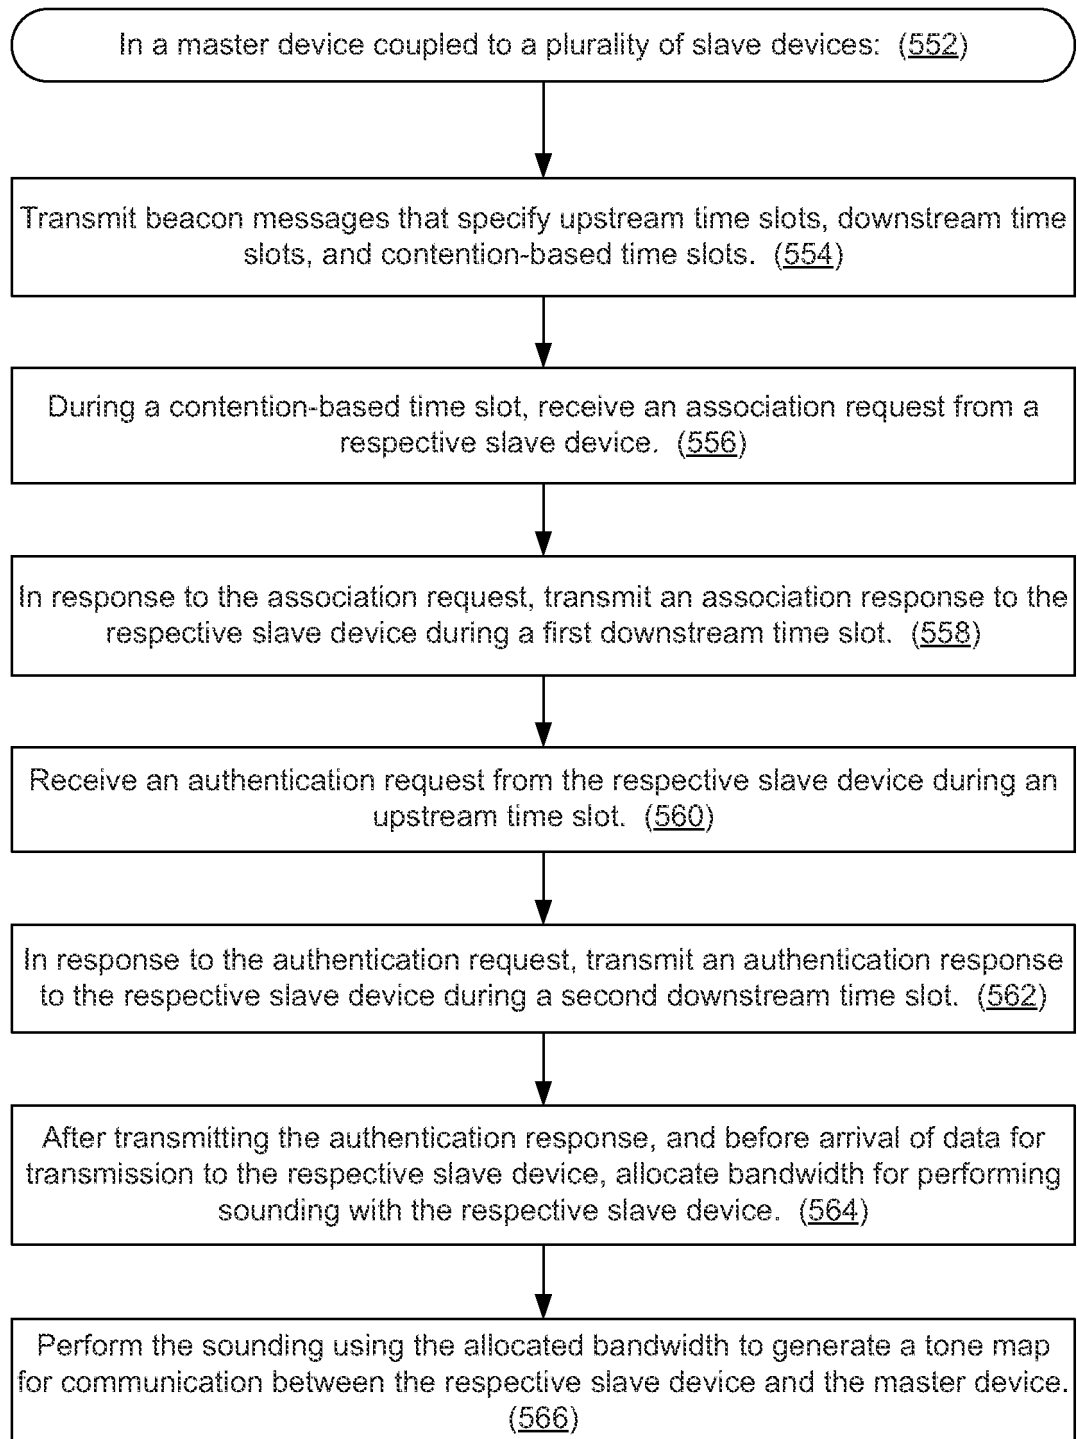 In a master device coupled to a plurality of slave devices: (552)
Transmit beacon messages that specify upstream time slots, downstream time
slots, and contention-based time slots. (554)
During a contention-based time slot, receive an association request from a
respective slave device. (556)
In response to the association request, transmit an association response to the
respective slave device during a first downstream time slot. (558)
Receive an authentication request from the respective slave device during an
upstream time slot. (560)
In response to the authentication request, transmit an authentication response
to the respective slave device during a second downstream time slot. (562)
After transmitting the authentication response, and before arrival of data for
transmission to the respective slave device, allocate bandwidth for performing
sounding with the respective slave device. (564)
Perform the sounding using the allocated bandwidth to generate a tone map
for communication between the respective slave device and the master device.
(566)